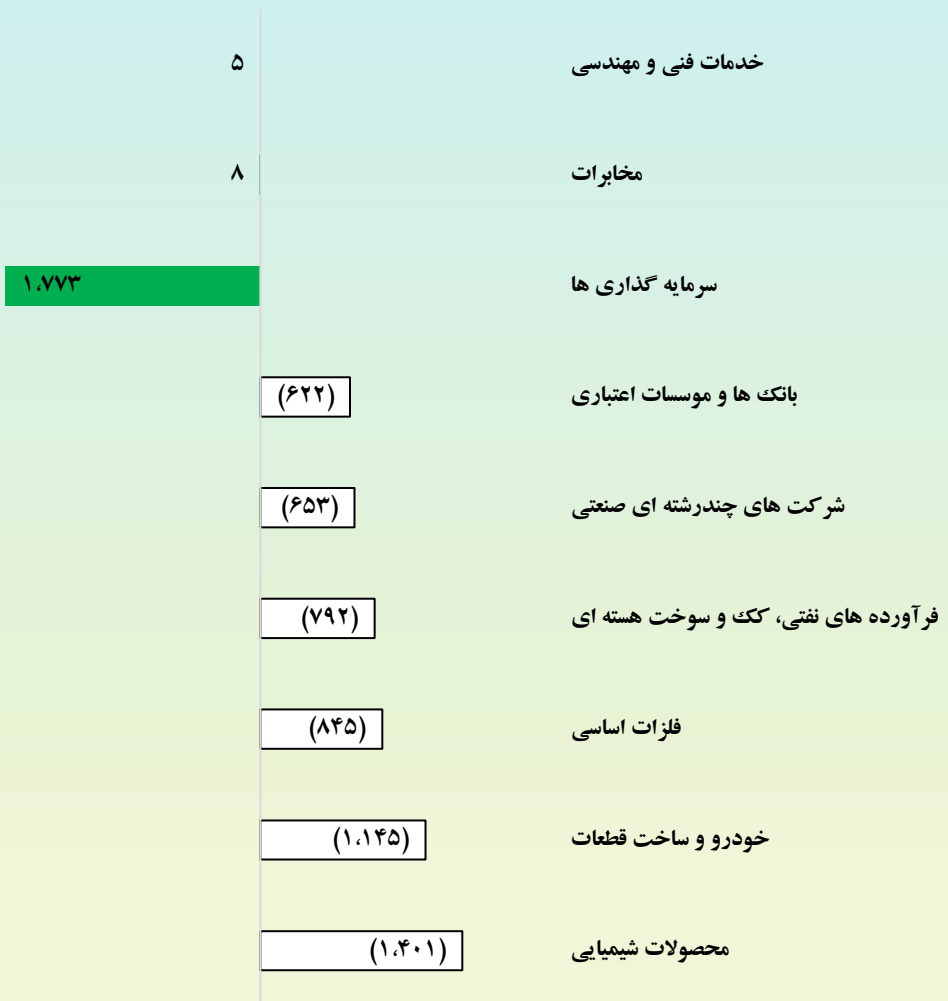 خدمات فنی و مهندسی ۵
مخابرات ۸
سرمایه گذاری ها ۱،۷۷۳
بانک ها و موسسات اعتباری (۶۲۲)
شرکت های چندرشته ای صنعتی (۶۵۳)
فرآورده های نفتی، کک و سوخت هسته ای (۷۹۲)
فلزات اساسی (۸۴۵)
خودرو و ساخت قطعات (۱،۱۴۵)
محصولات شیمیایی (۱،۴۰۱)